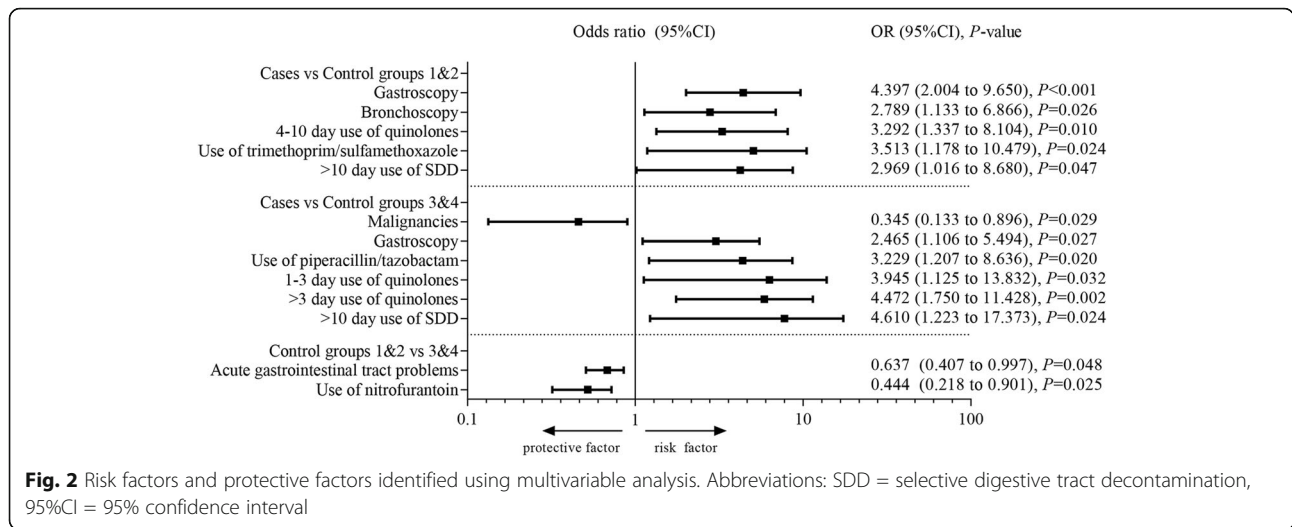 Odds ratio (95%CI) OR (95%CI), P-value
Cases vs Control groups 1&2
Gastroscopy 4.397 (2.004 to 9.650), P<0.001
Bronchoscopy 2.789 (1.133 to 6.866), P=0.026
4-10 day use of quinolones 3.292 (1.337 to 8.104), P=0.010
Use of trimethoprim/sulfamethoxazole 3.513 (1.178 to 10.479), P=0.024
>10 day use of SDD 2.969 (1.016 to 8.680), P=0.047
Cases vs Control groups 3&4
Malignancies 0.345 (0.133 to 0.896), P=0.029
Gastroscopy 2.465 (1.106 to 5.494), P=0.027
Use of piperacillin/tazobactam 3.229 (1.207 to 8.636), P=0.020
1-3 day use of quinolones 3.945 (1.125 to 13.832), P=0.032
>3 day use of quinolones 4.472 (1.750 to 11.428), P=0.002
>10 day use of SDD 4.610 (1.223 to 17.373), P=0.024
Control groups 1&2 vs 3&4
Acute gastrointestinal tract problems 0.637 (0.407 to 0.997), P=0.048
Use of nitrofurantoin 0.444 (0.218 to 0.901), P=0.025
0.1 1 10 100
protective factor risk factor
Fig. 2 Risk factors and protective factors identified using multivariable analysis. Abbreviations: SDD = selective digestive tract decontamination,
95%CI = 95% confidence interval